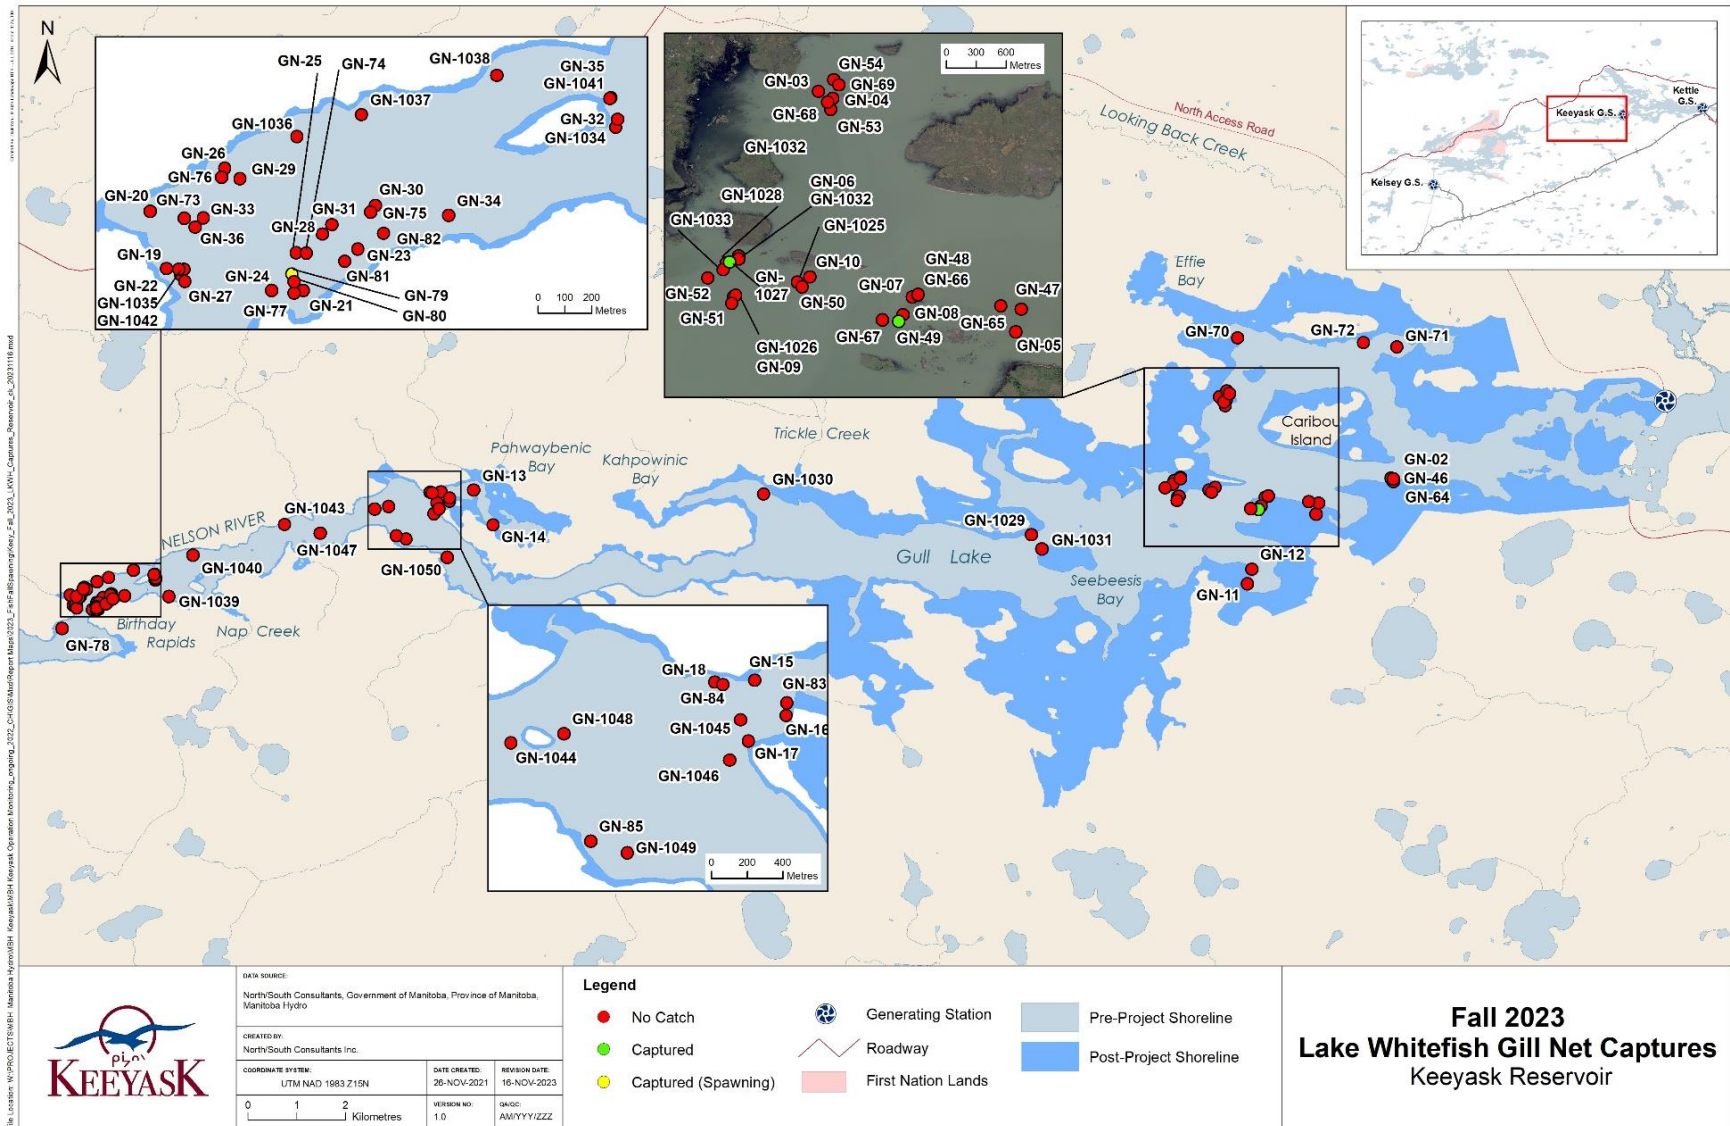 N
GN-25
GN-74
GN-1038
GN-35
GN-1041
GN-1037
GN-32
GN-1034
GN-1036
GN-26
GN-76
GN-29
GN-20
GN-73
GN-33
GN-36
GN-30
GN-31
GN-75
GN-34
GN-28
GN-82
GN-19
GN-23
GN-22
GN-24
GN-81
GN-79
GN-1035
GN-27
GN-80
GN-1042
GN-77
GN-21
0 100 200
Metres
0 300 600
Metres
GN-54
GN-03
GN-69
GN-04
GN-68
GN-53
GN-1032
GN-06
GN-1028
GN-1032
GN-1033
GN-1025
GN-10
GN-48
GN-07
GN-66
GN-47
GN-52
GN-
1027
GN-50
GN-08
GN-65
GN-51
GN-67
GN-49
GN-05
GN-1026
GN-09
North Access Road
Looking Back Creek
Kettle
G.S.
Keeyask G.S.
Kelsey G.S.
Effie
Bay
GN-70
GN-72
GN-71
Caribou
Island
GN-02
GN-46
GN-64
GN-12
GN-11
Trickle Creek
Pahwaybenic
Bay
Kahpowinic
Bay
GN-13
GN-1030
GN-14
GN-1043
NELSON RIVER
GN-1047
GN-1029
GN-1031
Gull Lake
GN-1040
GN-1050
Seebeesis
Bay
GN-1039
Birthday
Rapids
Nap Creek
GN-78
GN-18
GN-15
GN-84
GN-83
GN-1048
GN-1045
GN-16
GN-1044
GN-17
GN-1046
GN-85
GN-1049
0 200 400
Metres
KEEYASK
DATA SOURCE:
North/South Consultants, Government of Manitoba, Province of Manitoba,
Manitoba Hydro
CREATED BY:
North/South Consultants Inc.
COORDINATE SYSTEM:
UTM NAD 1983 Z15N
DATE CREATED:
26-NOV-2021
REVISION DATE:
16-NOV-2023
0 1 2
Kilometres
VERSION NO:
1.0
QA/QC:
AM/YYY/ZZZ
Legend
No Catch
Captured
Captured (Spawning)
Generating Station
Roadway
First Nation Lands
Pre-Project Shoreline
Post-Project Shoreline
Fall 2023
Lake Whitefish Gill Net Captures
Keeyask Reservoir